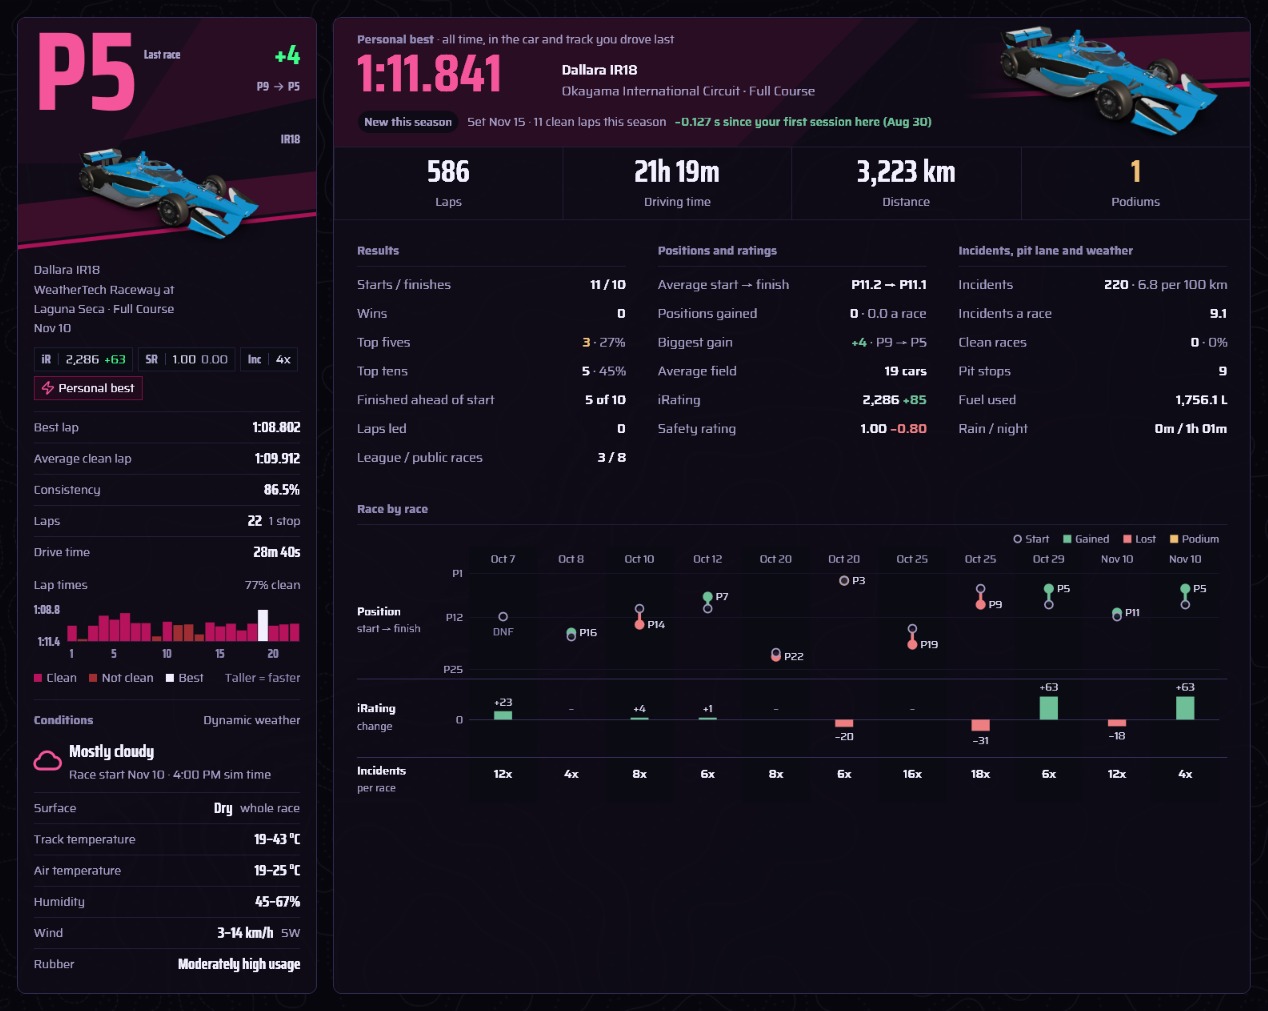 P5
Last race
+4
P9 → P5
IR18
Dallara IR18
WeatherTech Raceway at
Laguna Seca · Full Course
Nov 10
iR 2,286 +63 SR 1.00 0.00 Inc 4x
Personal best
Best lap 1:08.802
Average clean lap 1:09.912
Consistency 86.5%
Laps 22 1 stop
Drive time 28m 40s
Lap times 77% clean
1:08.8
1:11.4
1 5 10 15 20
Clean Not clean Best Taller = faster
Conditions Dynamic weather
Mostly cloudy
Race start Nov 10 · 4:00 PM sim time
Surface Dry whole race
Track temperature 19–43 °C
Air temperature 19–25 °C
Humidity 45–67%
Wind 3–14 km/h SW
Rubber Moderately high usage
Personal best · all time, in the car and track you drove last
1:11.841
Dallara IR18
Okayama International Circuit · Full Course
New this season Set Nov 15 · 11 clean laps this season −0.127 s since your first session here (Aug 30)
586 21h 19m 3,223 km 1
Laps Driving time Distance Podiums
Results
Starts / finishes 11 / 10
Wins 0
Top fives 3 · 27%
Top tens 5 · 45%
Finished ahead of start 5 of 10
Laps led 0
League / public races 3 / 8
Positions and ratings
Average start → finish P11.2 → P11.1
Positions gained 0 · 0.0 a race
Biggest gain +4 · P9 → P5
Average field 19 cars
iRating 2,286 +85
Safety rating 1.00 −0.80
Incidents, pit lane and weather
Incidents 220 · 6.8 per 100 km
Incidents a race 9.1
Clean races 0 · 0%
Pit stops 9
Fuel used 1,756.1 L
Rain / night 0m / 1h 01m
Race by race
Start Gained Lost Podium
Oct 7 Oct 8 Oct 10 Oct 12 Oct 20 Oct 20 Oct 25 Oct 25 Oct 29 Nov 10 Nov 10
Position
start → finish
P1
P12
P25
DNF P16 P14 P7 P22 P3 P19 P9 P5 P11 P5
iRating
change
0
+23 – +4 +1 – −20 – −31 +63 −18 +63
Incidents
per race
12x 4x 8x 6x 8x 6x 16x 18x 6x 12x 4x